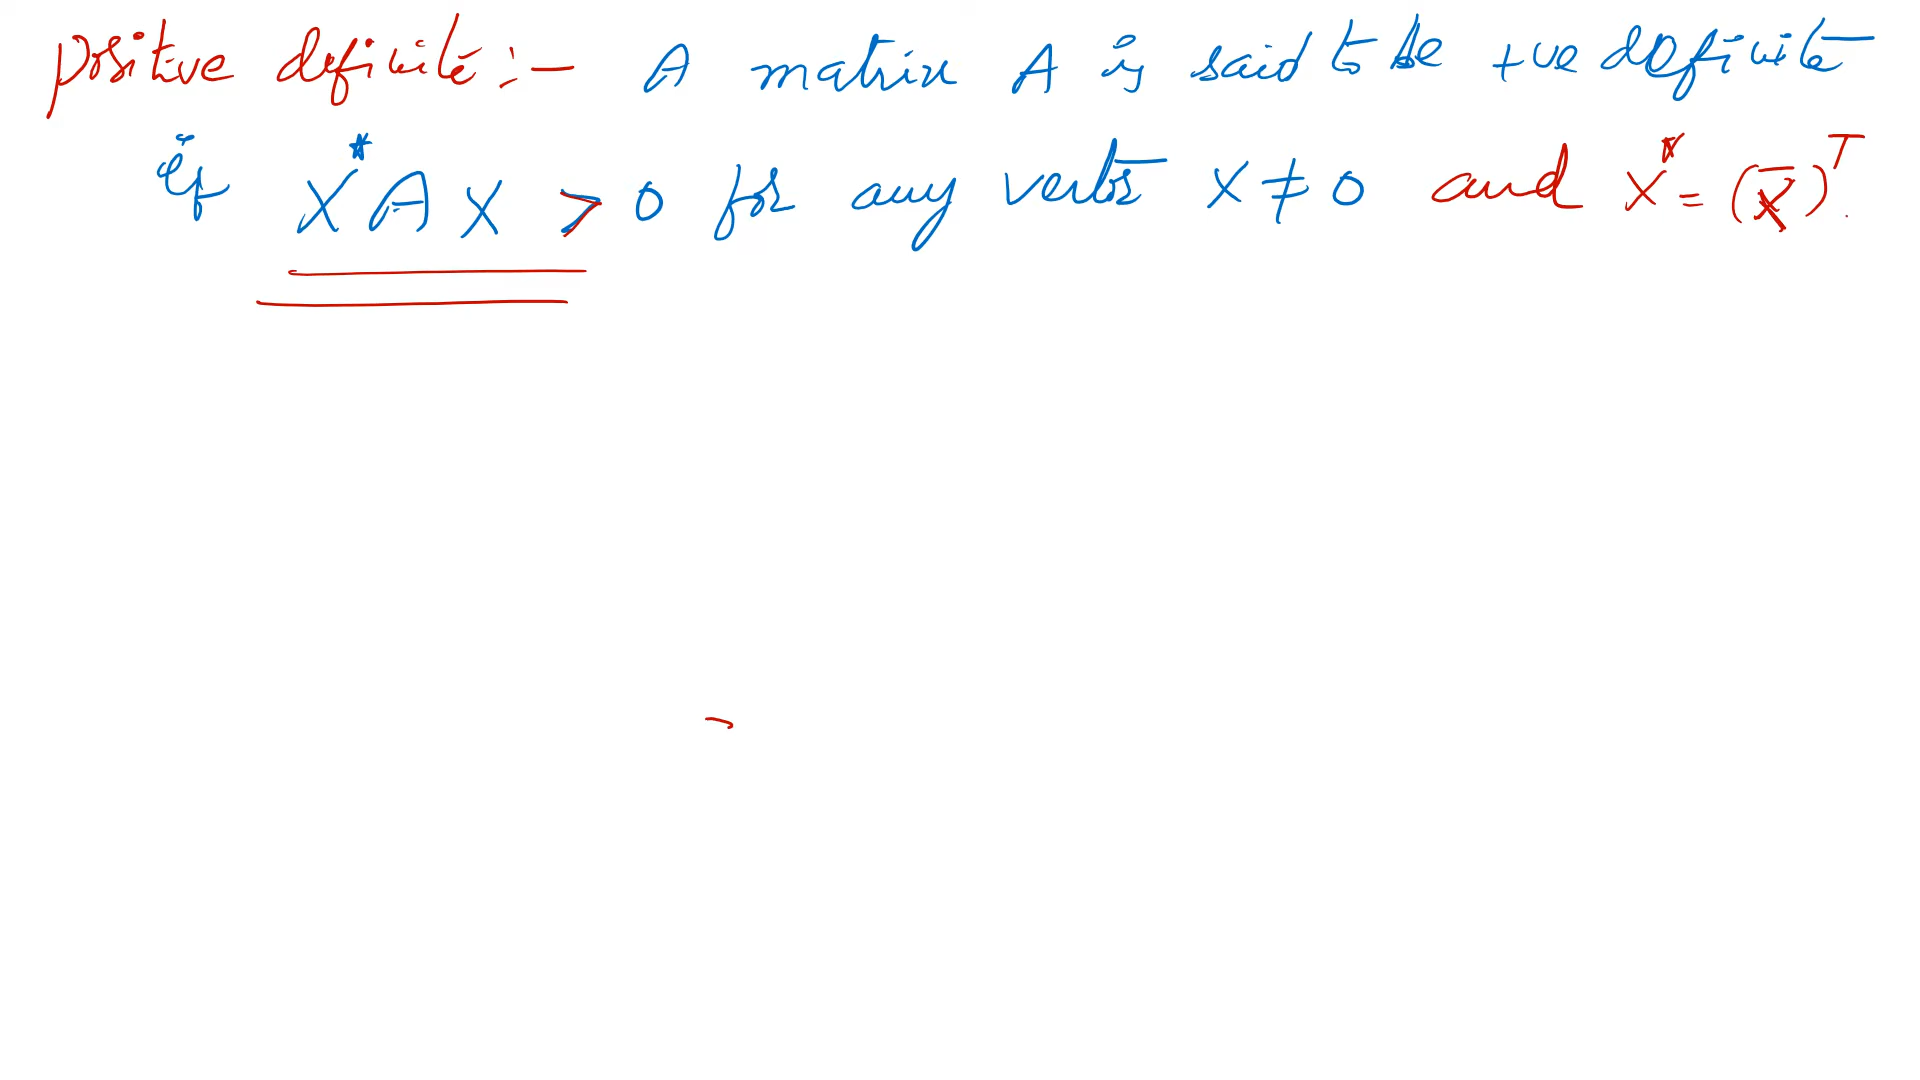 positive definite :- A matrix A is said to be +ve definite
if X*AX > 0 for any vector X ≠ 0 and X* = (X̅)ᵀ.